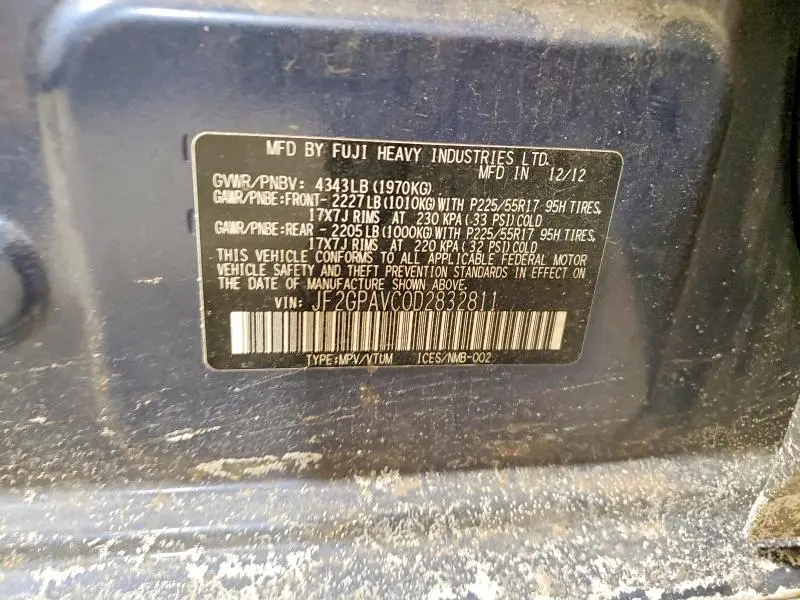 MFD BY FUJI HEAVY INDUSTRIES LTD.
MFD IN 12/12
GVWR/PNBV: 4343LB(1970KG)
GAWR/PNBE:FRONT-2227LB(1010KG)WITH P225/55R17 95H TIRES,
17X7J RIMS AT 230 KPA(33 PSI)COLD
GAWR/PNBE:REAR -2205LB(1000KG)WITH P225/55R17 95H TIRES,
17X7J RIMS AT 220 KPA(32 PSI)COLD
THIS VEHICLE CONFORMS TO ALL APPLICABLE FEDERAL MOTOR
VEHICLE SAFETY AND THEFT PREVENTION STANDARDS IN EFFECT ON
THE DATE OF MANUFACTURE SHOWN ABOVE.
VIN: JF2GPAVC0D2832811
TYPE:MPV/VTUM ICES/NMB-002